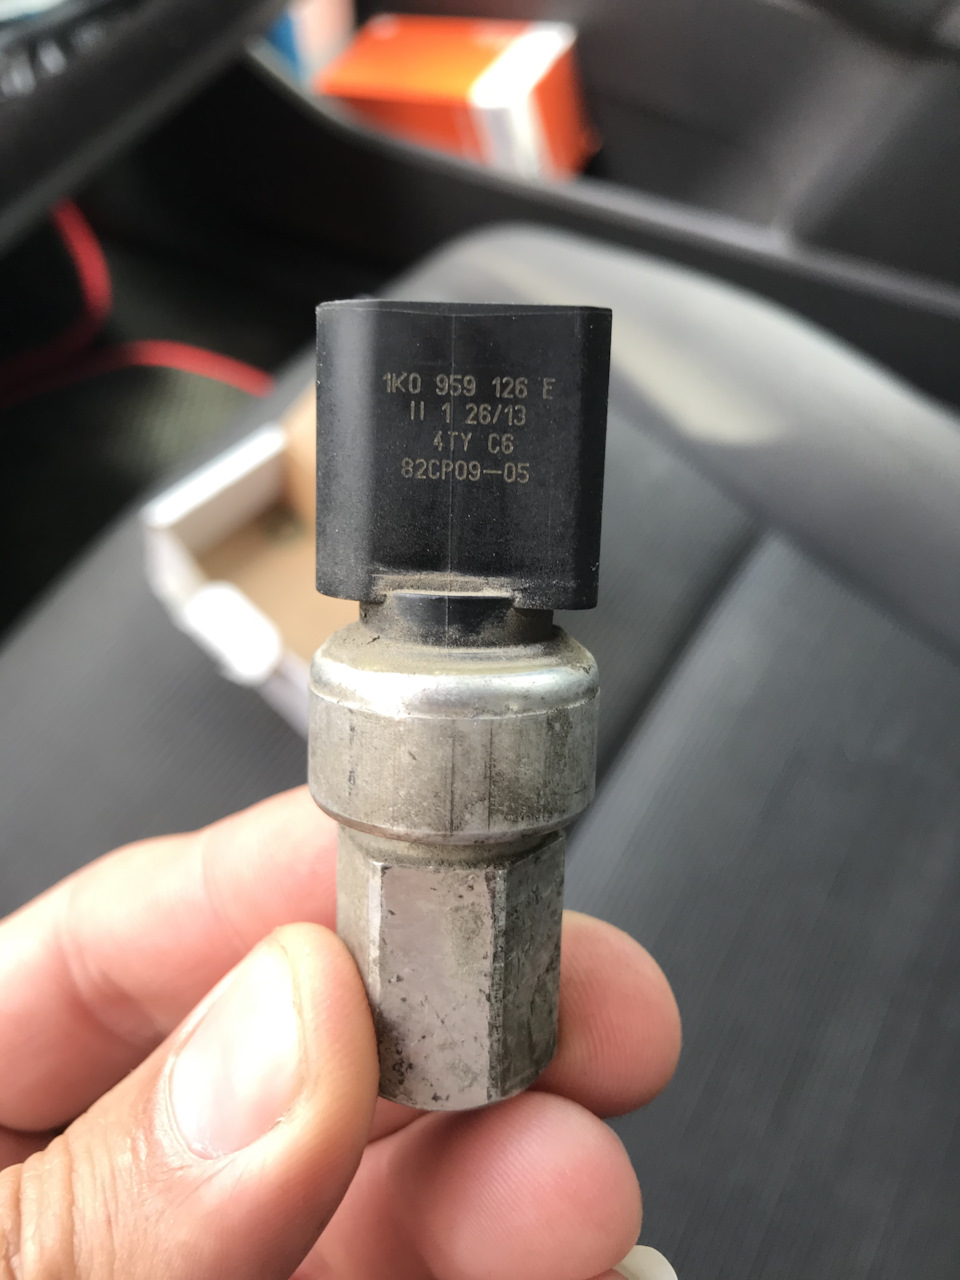 1K0 959 126 E
II 1 26/13
4TY C6
82CP09-05